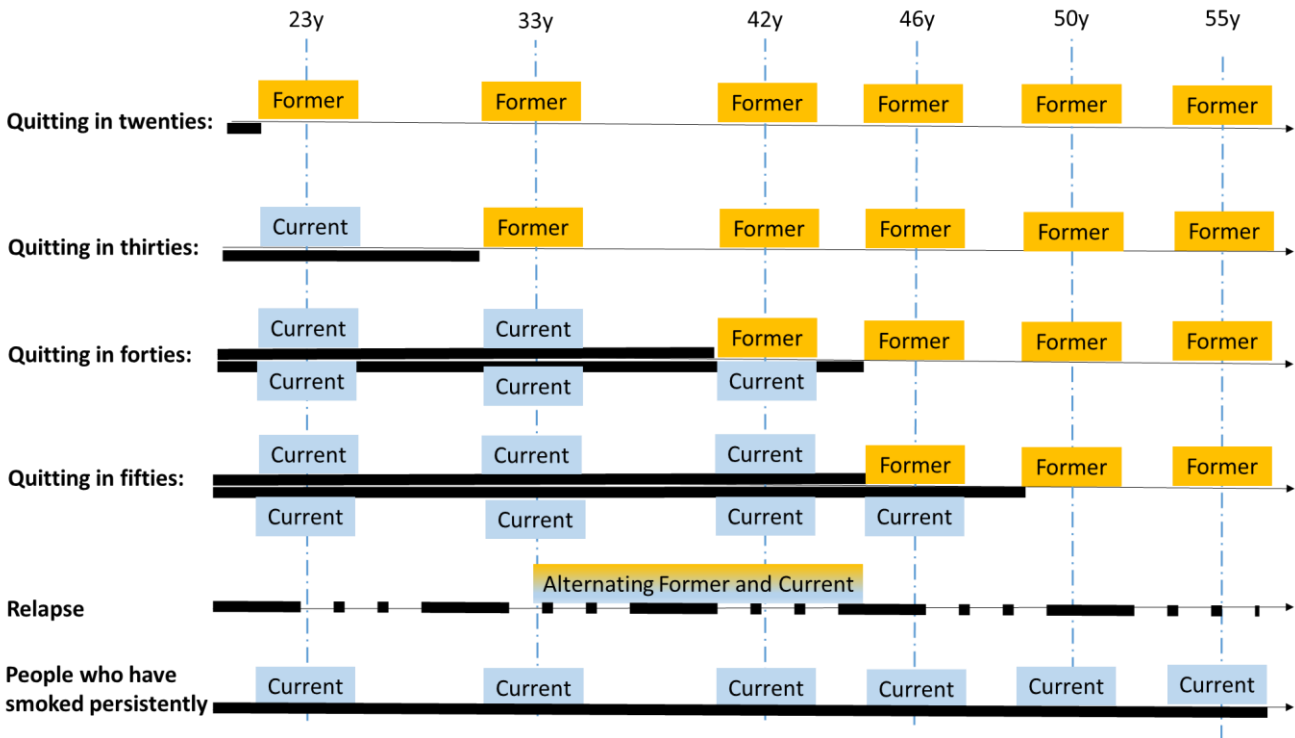 23y 33y 42y 46y 50y 55y
Quitting in twenties: Former Former Former Former Former Former
Quitting in thirties: Current Former Former Former Former Former
Current Current Former Former Former Former
Quitting in forties:
Current Current Current
Current Current Current Former Former Former
Quitting in fifties:
Current Current Current Current
Alternating Former and Current
Relapse
People who have
smoked persistently
Current Current Current Current Current Current